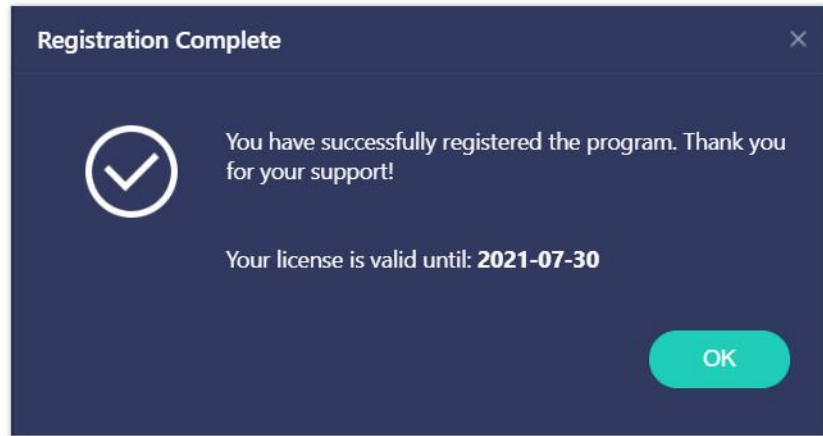 Registration Complete
You have successfully registered the program. Thank you
for your support!
Your license is valid until: 2021-07-30
OK